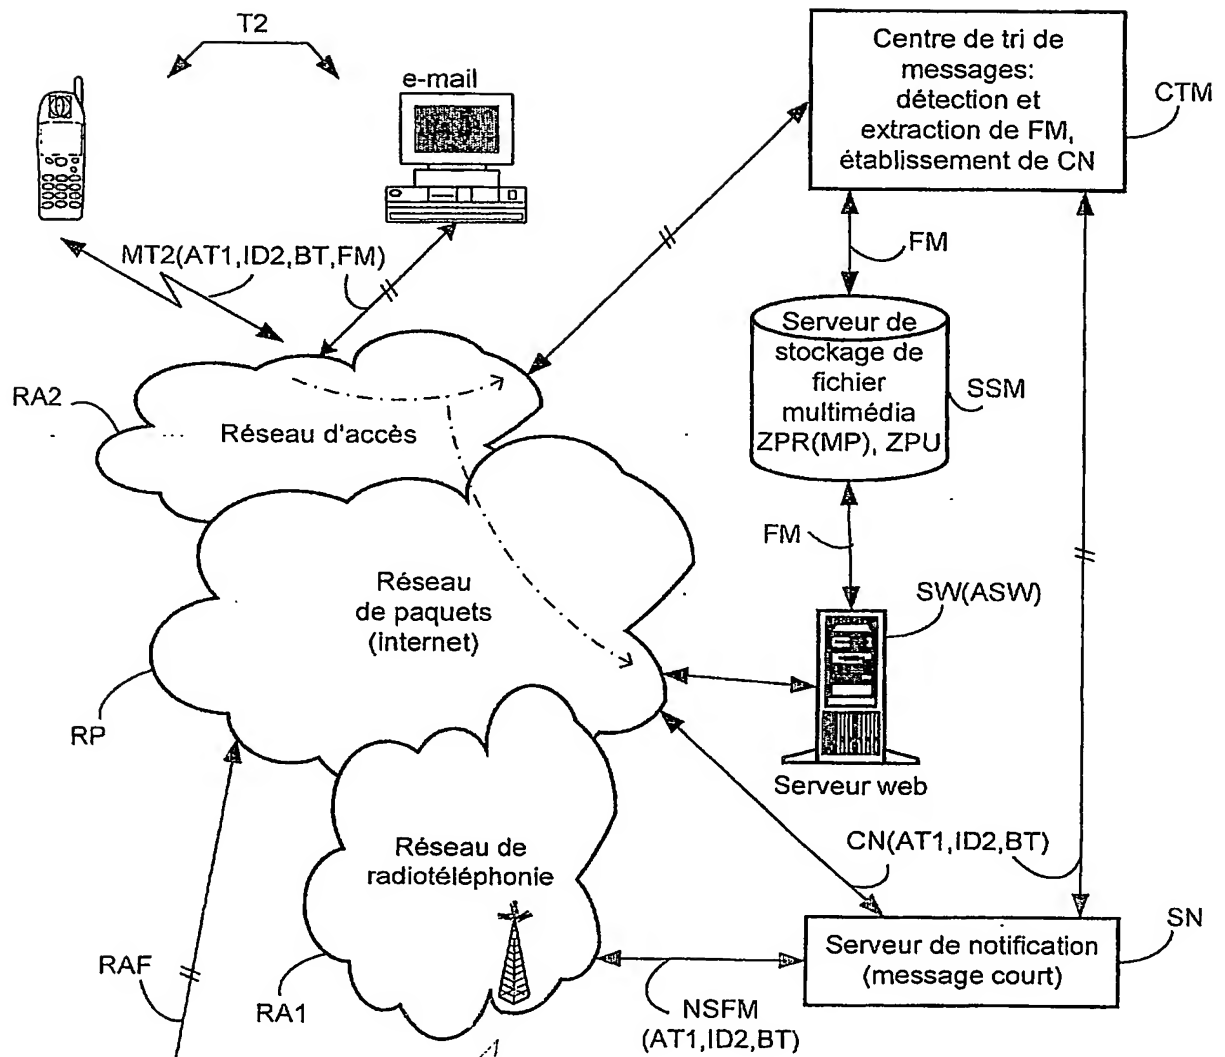 T2
e-mail
Centre de tri de
messages:
détection et
extraction de FM,
établissement de CN
CTM
MT2(AT1,ID2,BT,FM)
FM
Serveur de
stockage de
fichier
multimédia
ZPR(MP), ZPU
SSM
RA2
Réseau d'accès
FM
SW(ASW)
Réseau
de paquets
(internet)
RP
Serveur web
CN(AT1,ID2,BT)
Réseau de
radiotéléphonie
SN
Serveur de notification
(message court)
RAF
RA1
NSFM
(AT1,ID2,BT)